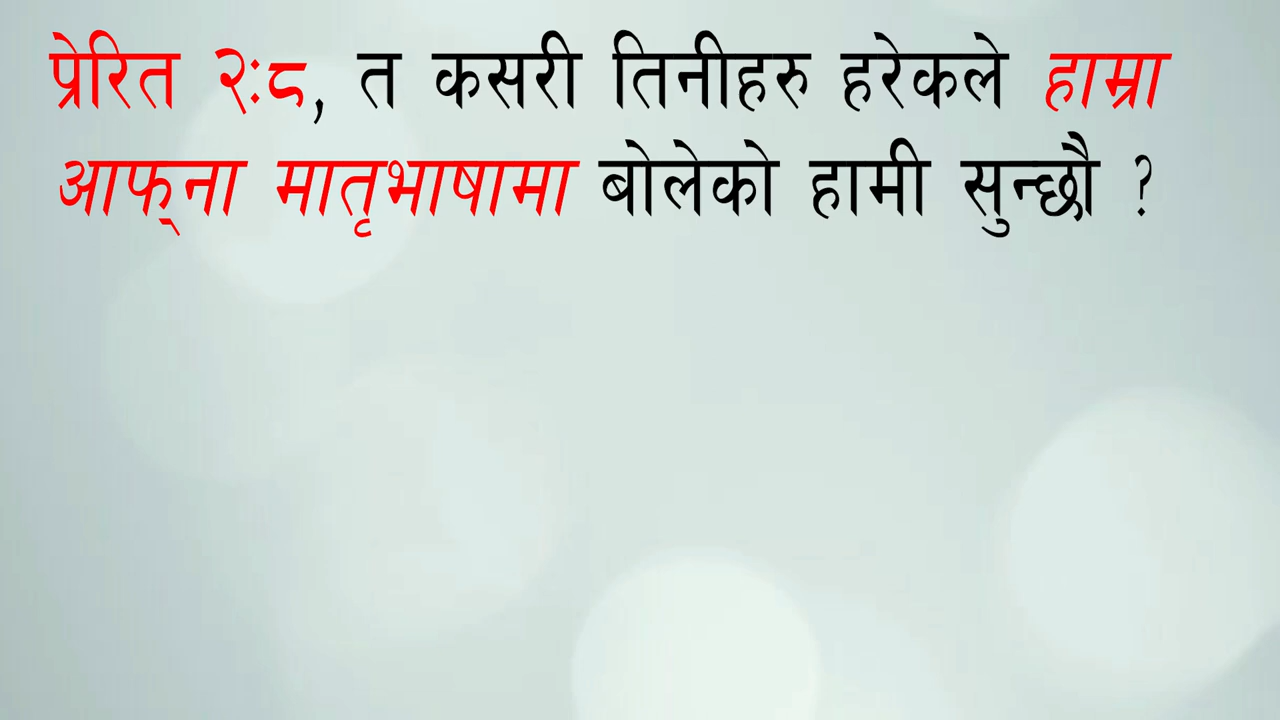 प्रेरित २:८, त कसरी तिनीहरु हरेकले हाम्रा
आफ्‌ना मातृभाषामा बोलेको हामी सुन्छौ ?